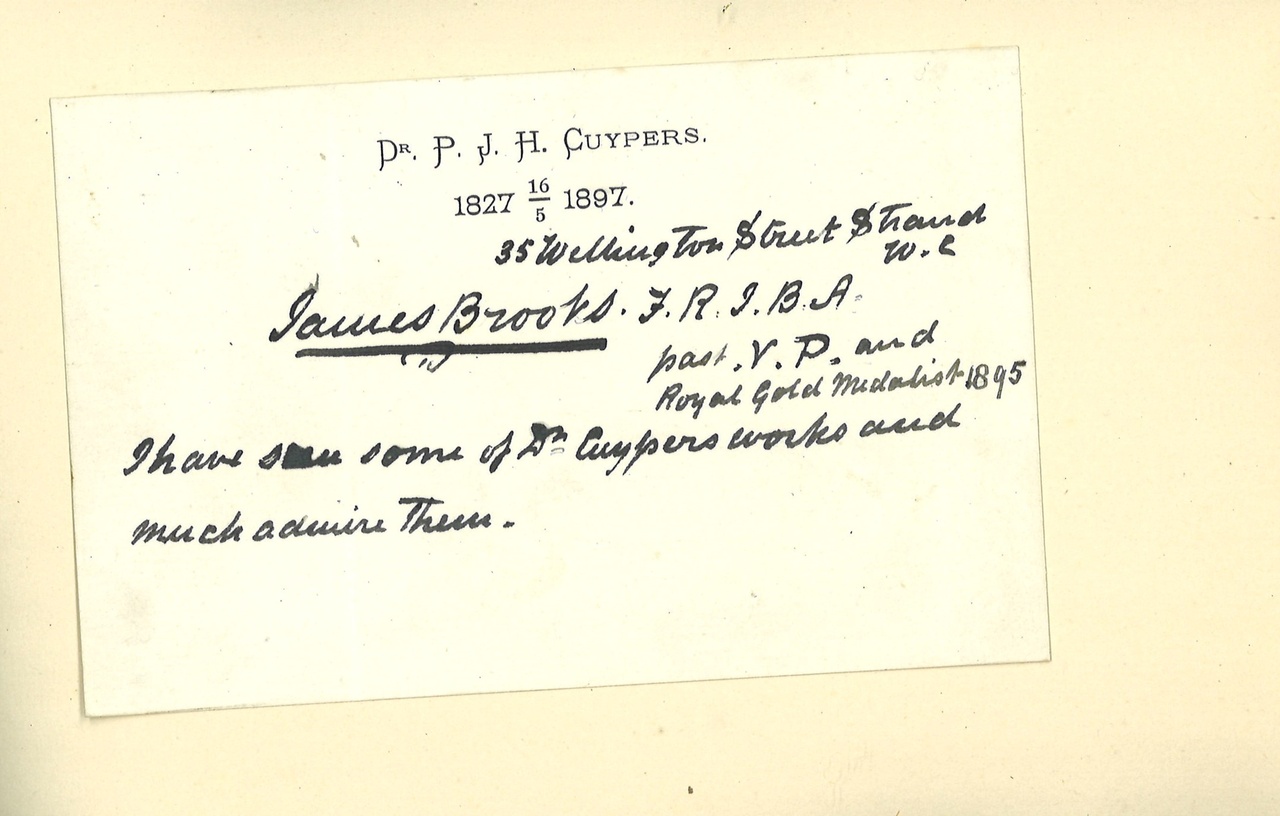 Dr. P. J. H. Cuypers.
1827 16/5 1897.
35 Wellington Street Strand
W.C
James Brooks. F.R.I.B.A.
past. V.P. and
Royal Gold Medalist 1895
I have seen some of Dr Cuypers works and
much admire them.